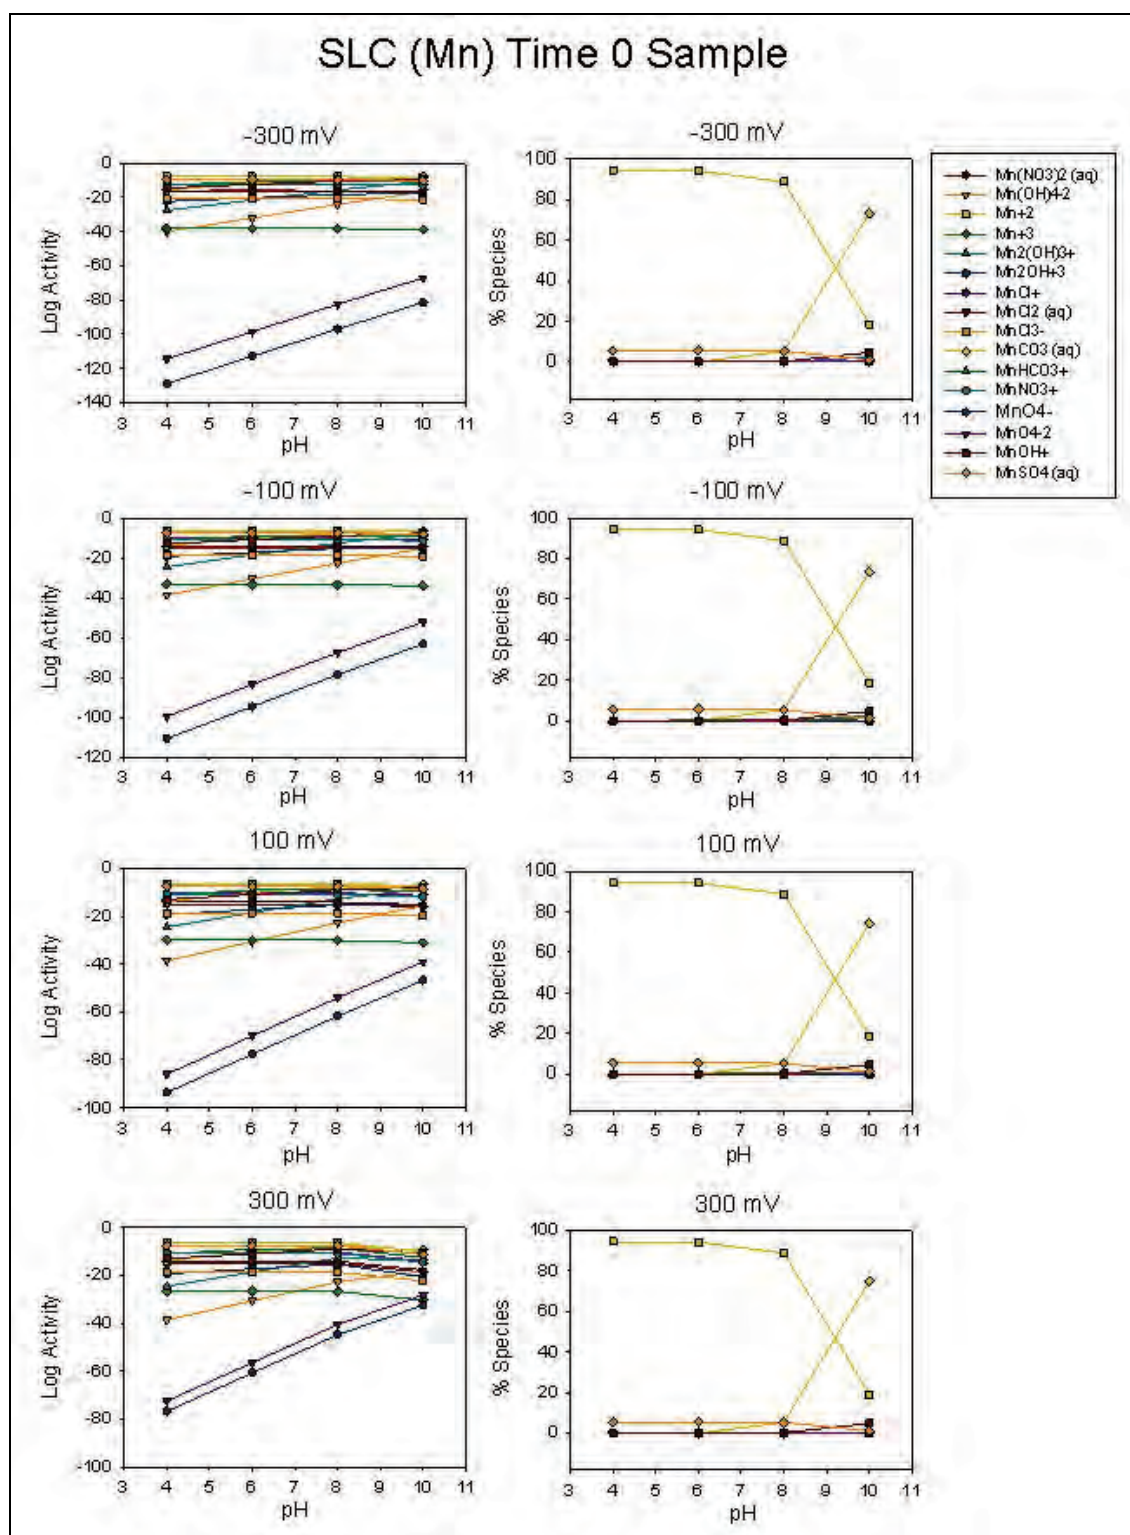 SLC (Mn) Time 0 Sample
-300 mV
-300 mV
Log Activity
0
-20
-40
-60
-80
-100
-120
-140
3 4 5 6 7 8 9 10 11
pH
% Species
100
80
60
40
20
0
3 4 5 6 7 8 9 10 11
pH
Mn(NO3)2 (aq)
Mn(OH)4-2
Mn+2
Mn+3
Mn2(OH)3+
Mn2OH+3
MnCl+
MnCl2 (aq)
MnCl3-
MnCO3 (aq)
MnHCO3+
MnNO3+
MnO4-
MnO4-2
MnOH+
MnSO4 (aq)
-100 mV
-100 mV
Log Activity
0
-20
-40
-60
-80
-100
-120
3 4 5 6 7 8 9 10 11
pH
% Species
100
80
60
40
20
0
3 4 5 6 7 8 9 10 11
pH
100 mV
100 mV
Log Activity
0
-20
-40
-60
-80
-100
3 4 5 6 7 8 9 10 11
pH
% Species
100
80
60
40
20
0
3 4 5 6 7 8 9 10 11
pH
300 mV
300 mV
Log Activity
0
-20
-40
-60
-80
-100
3 4 5 6 7 8 9 10 11
pH
% Species
100
80
60
40
20
0
3 4 5 6 7 8 9 10 11
pH